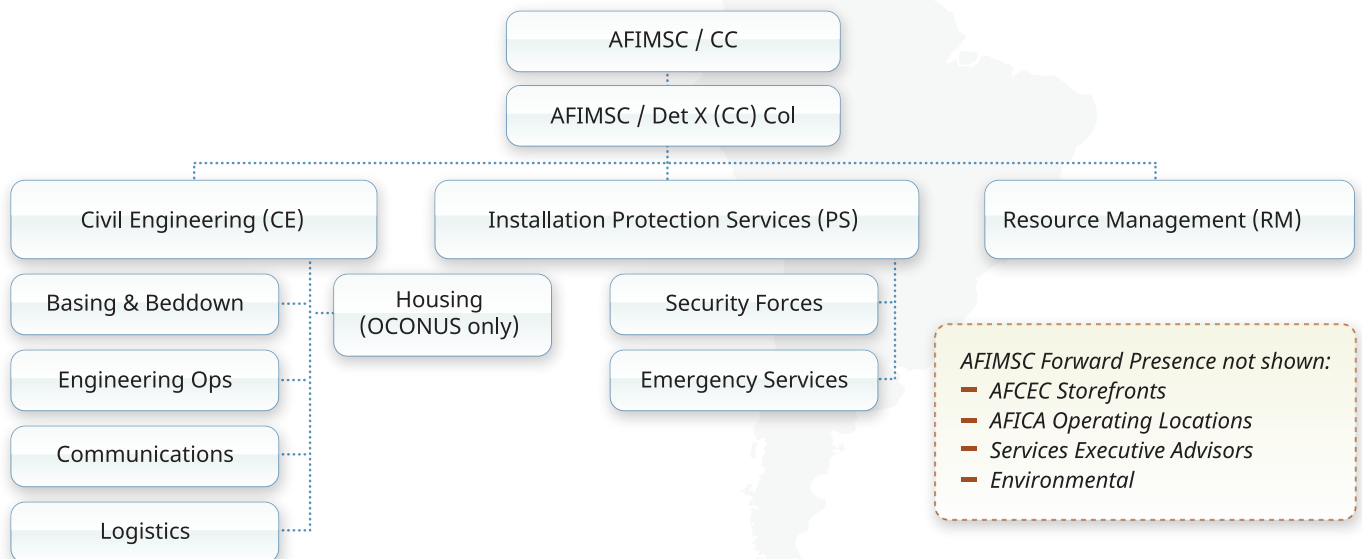 AFIMSC / CC
AFIMSC / Det X (CC) Col
Civil Engineering (CE)
Installation Protection Services (PS)
Resource Management (RM)
Basing & Beddown
Housing
(OCONUS only)
Security Forces
Engineering Ops
Emergency Services
Communications
Logistics
AFIMSC Forward Presence not shown:
AFCEC Storefronts
AFICA Operating Locations
Services Executive Advisors
Environmental